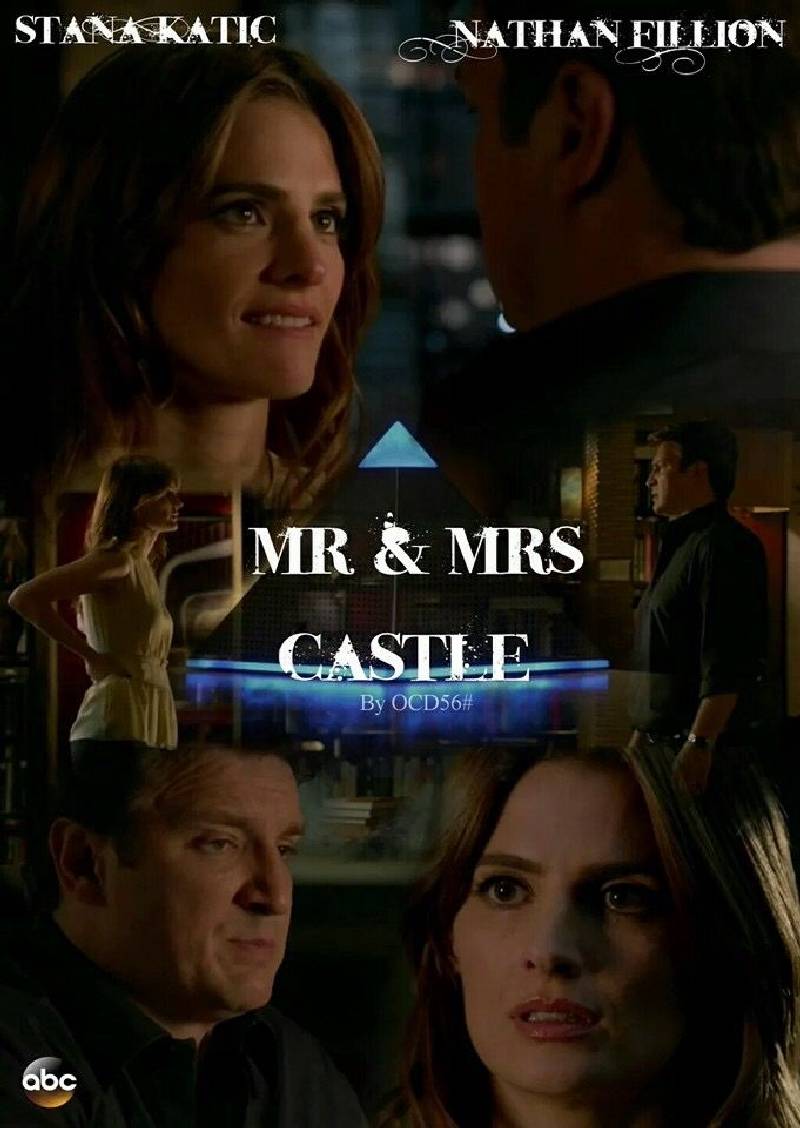 STANA KATIC
NATHAN FILLION
MR & MRS
CASTLE
By OCD56#
abc